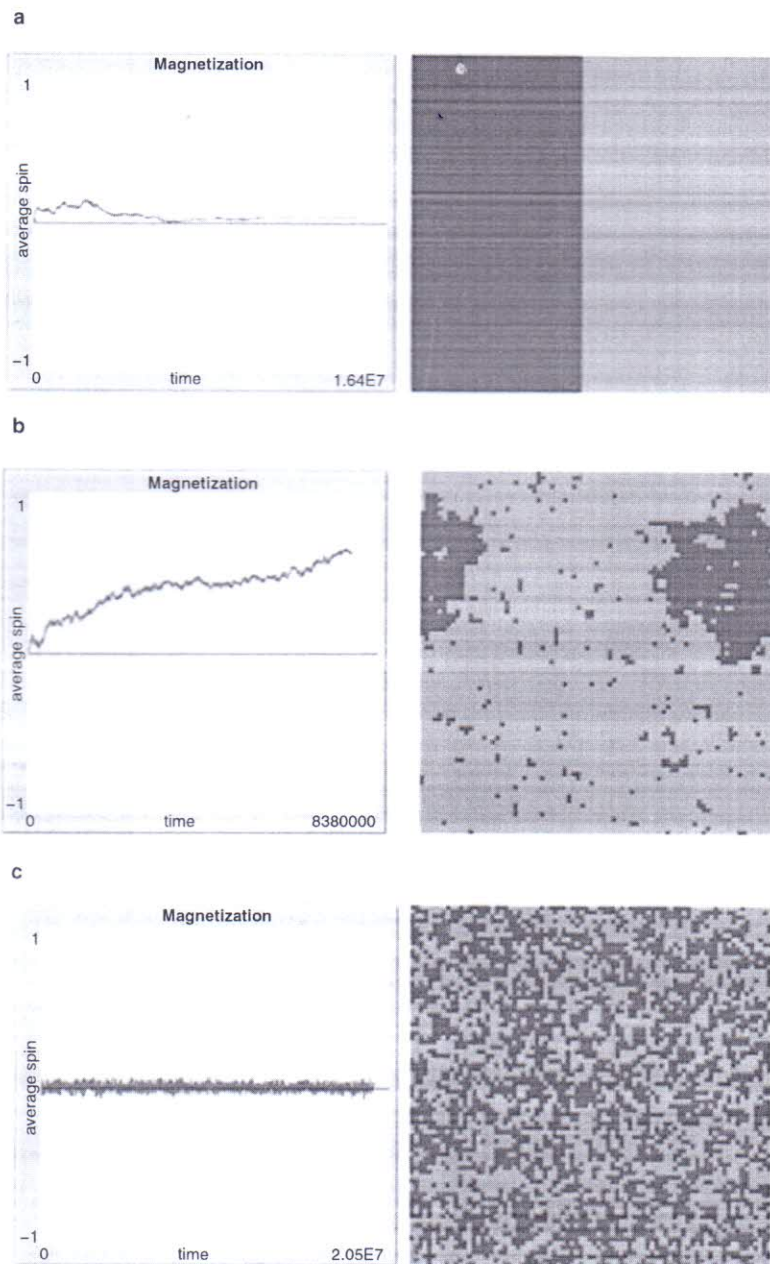 a
Magnetization
1
average spin
−1
0 time 1.64E7
b
Magnetization
1
average spin
−1
0 time 8380000
c
Magnetization
1
average spin
−1
0 time 2.05E7